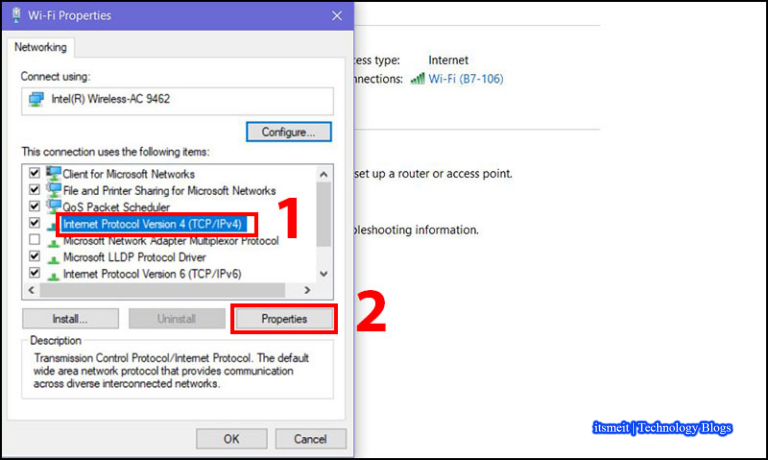 Wi-Fi Properties
Networking
Connect using:
Intel(R) Wireless-AC 9462
Configure...
This connection uses the following items:
Client for Microsoft Networks
File and Printer Sharing for Microsoft Networks
QoS Packet Scheduler
Internet Protocol Version 4 (TCP/IPv4)
1
Microsoft Network Adapter Multiplexor Protocol
Microsoft LLDP Protocol Driver
Internet Protocol Version 6 (TCP/IPv6)
Install...
Uninstall
Properties
2
Description
Transmission Control Protocol/Internet Protocol. The default
wide area network protocol that provides communication
across diverse interconnected networks.
OK
Cancel
cess type: Internet
nnections: Wi-Fi (B7-106)
set up a router or access point.
bleshooting information.
itsmeit | Technology Blogs